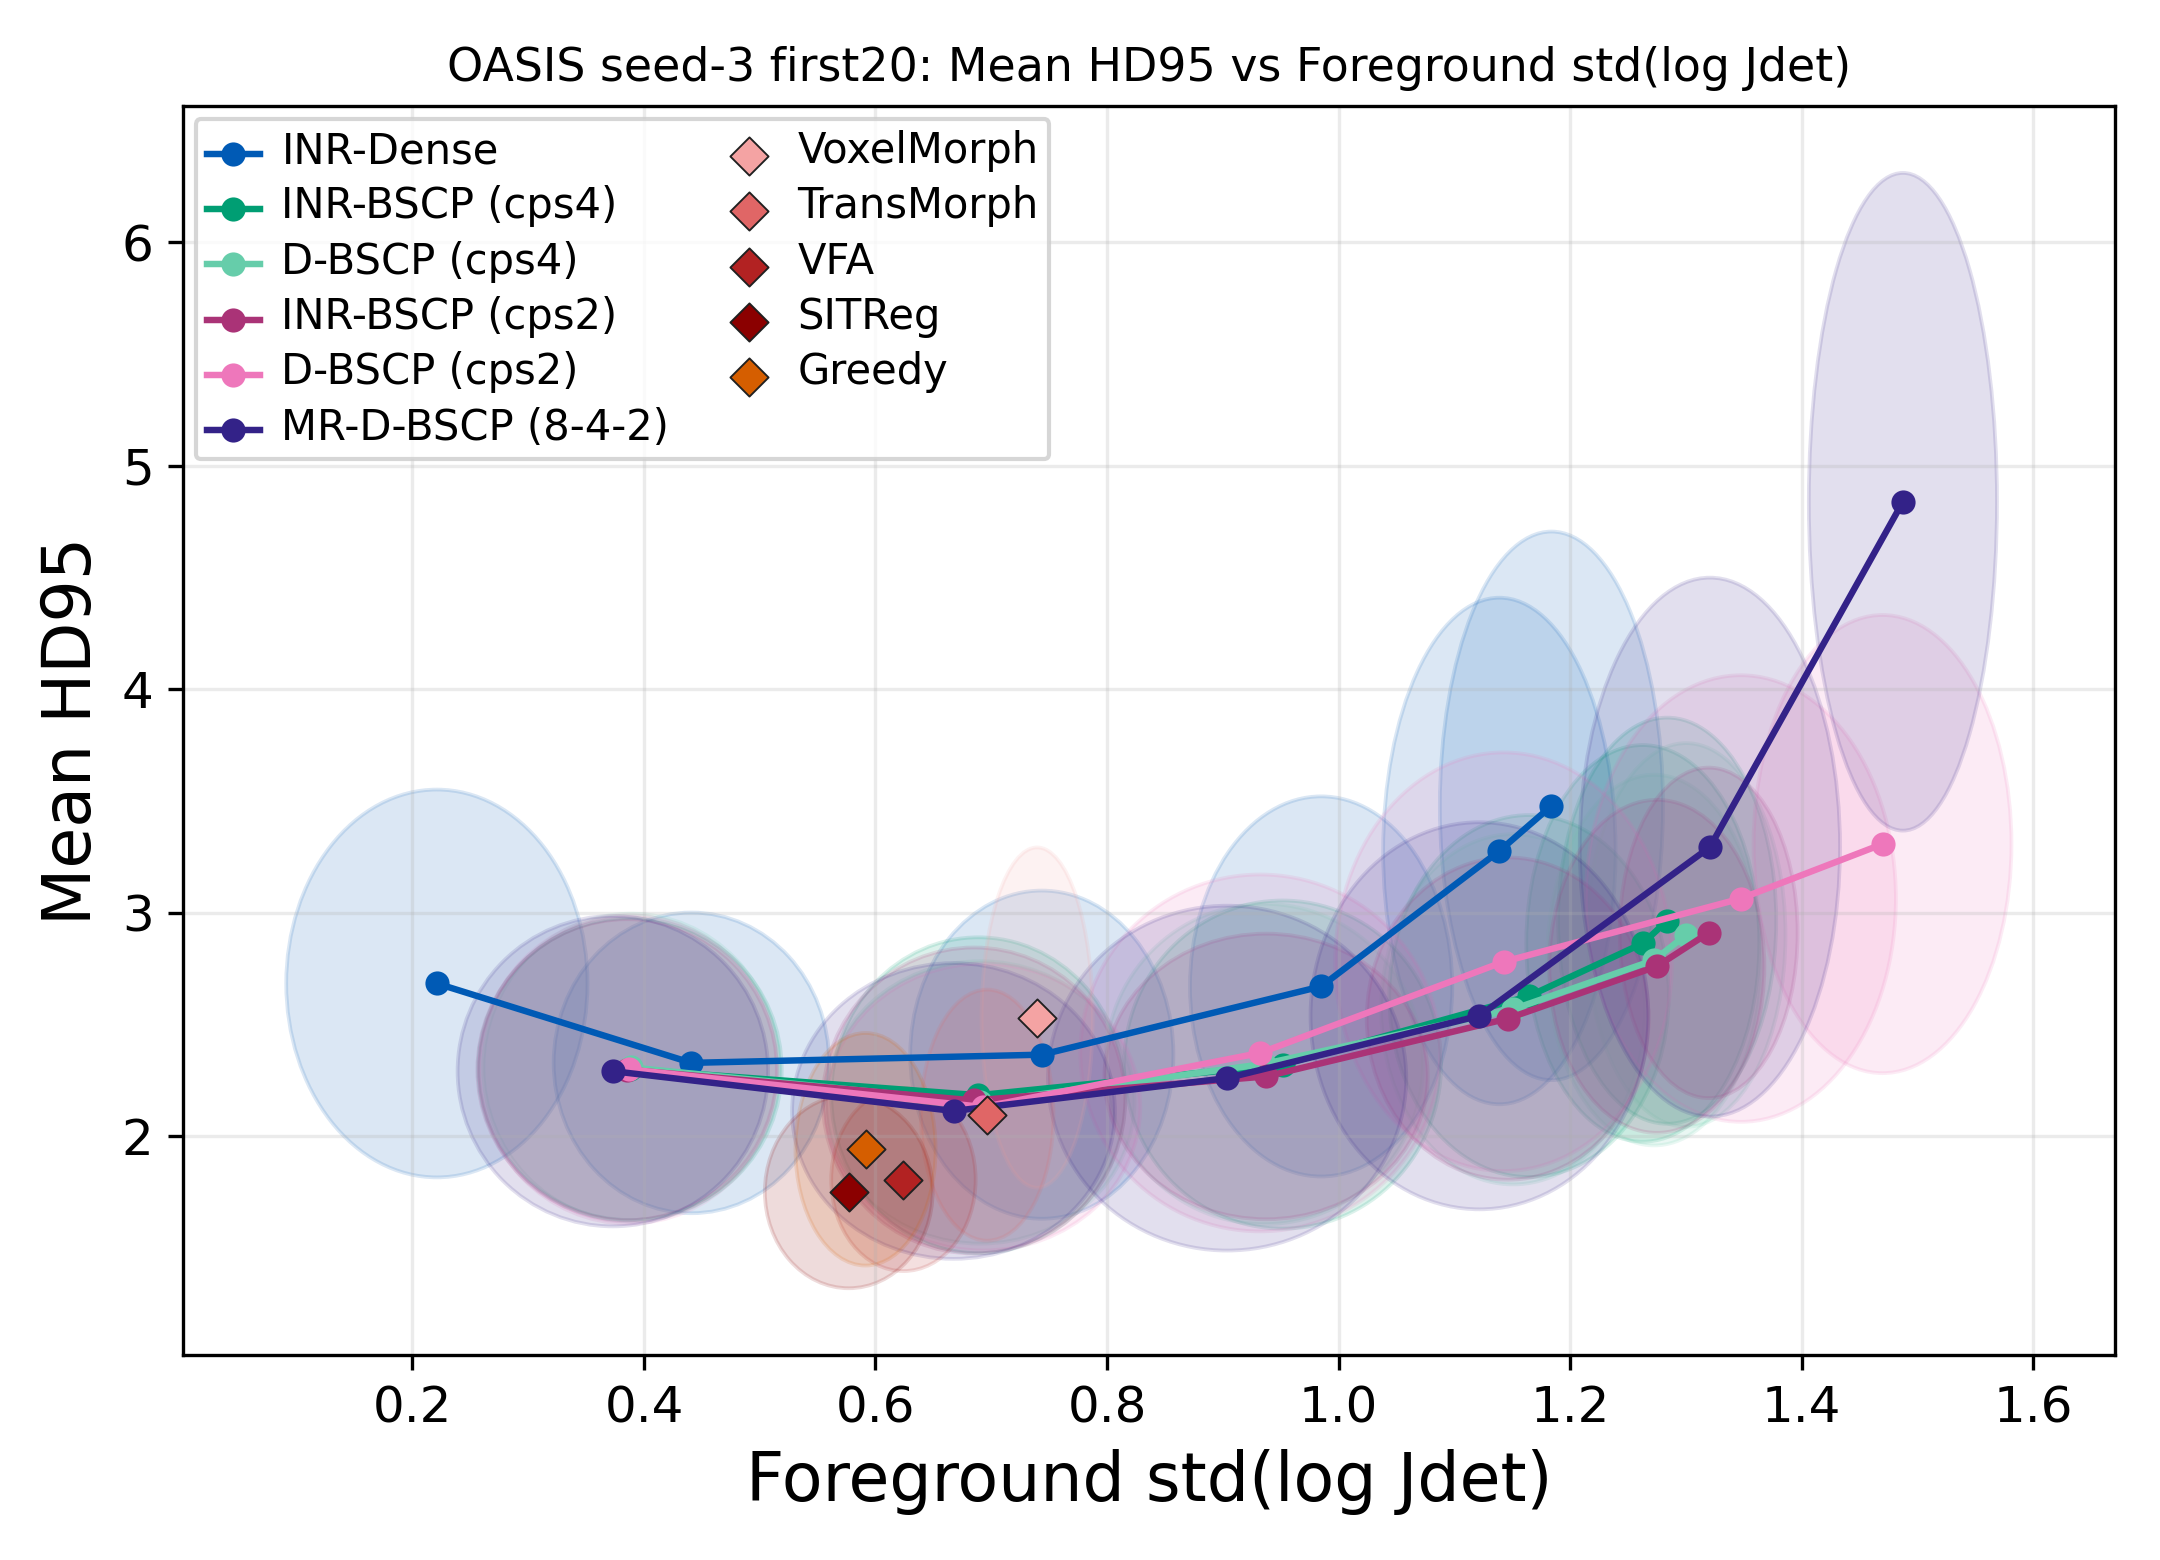 OASIS seed-3 first20: Mean HD95 vs Foreground std(log Jdet)
INR-Dense
INR-BSCP (cps4)
D-BSCP (cps4)
INR-BSCP (cps2)
D-BSCP (cps2)
MR-D-BSCP (8-4-2)
VoxelMorph
TransMorph
VFA
SITReg
Greedy
Mean HD95
6
5
4
3
2
0.2 0.4 0.6 0.8 1.0 1.2 1.4 1.6
Foreground std(log Jdet)